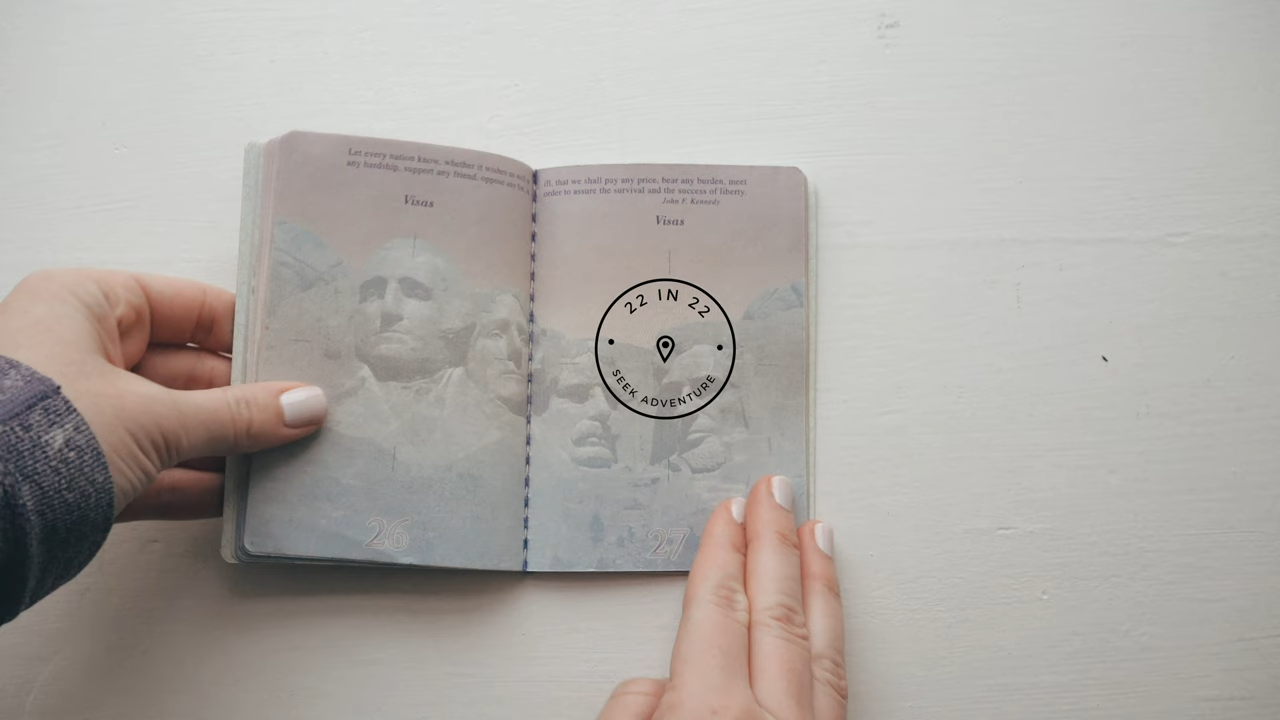 Let every nation know, whether it wishes us well
any hardship, support any friend, oppose any foe,
Visas
26
ill, that we shall pay any price, bear any burden, meet
order to assure the survival and the success of liberty.
John F. Kennedy
Visas
22 IN 22
SEEK ADVENTURE
27